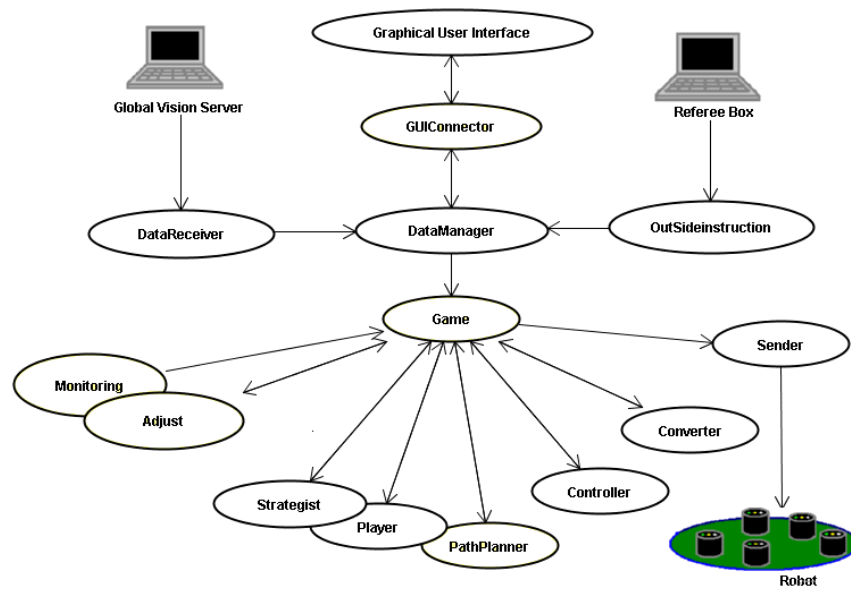 Graphical User Interface
Global Vision Server
Referee Box
GUIConnector
DataReceiver
DataManager
OutSideinstruction
Game
Sender
Monitoring
Adjust
Converter
Controller
Strategist
Player
PathPlanner
Robot